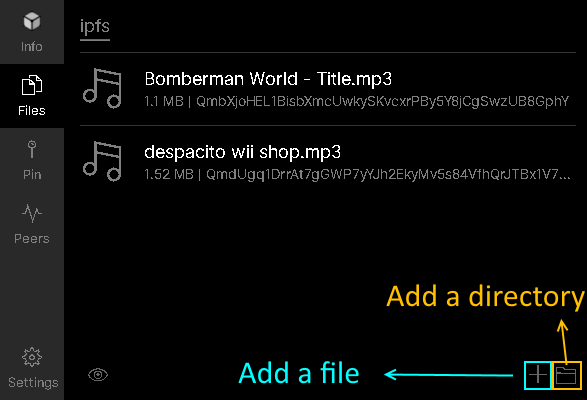 Info
Files
Pin
Peers
Settings
ipfs
Bomberman World - Title.mp3
1.1 MB | QmbXjoHEL1BisbXmcUwkySKvcxrPBy5Y8jCgSwzUB8GphY
despacito wii shop.mp3
1.52 MB | QmdUgq1DrrAt7gGWP7yYJh2EkyMv5s84VfhQrJTBx1V7...
Add a directory
Add a file